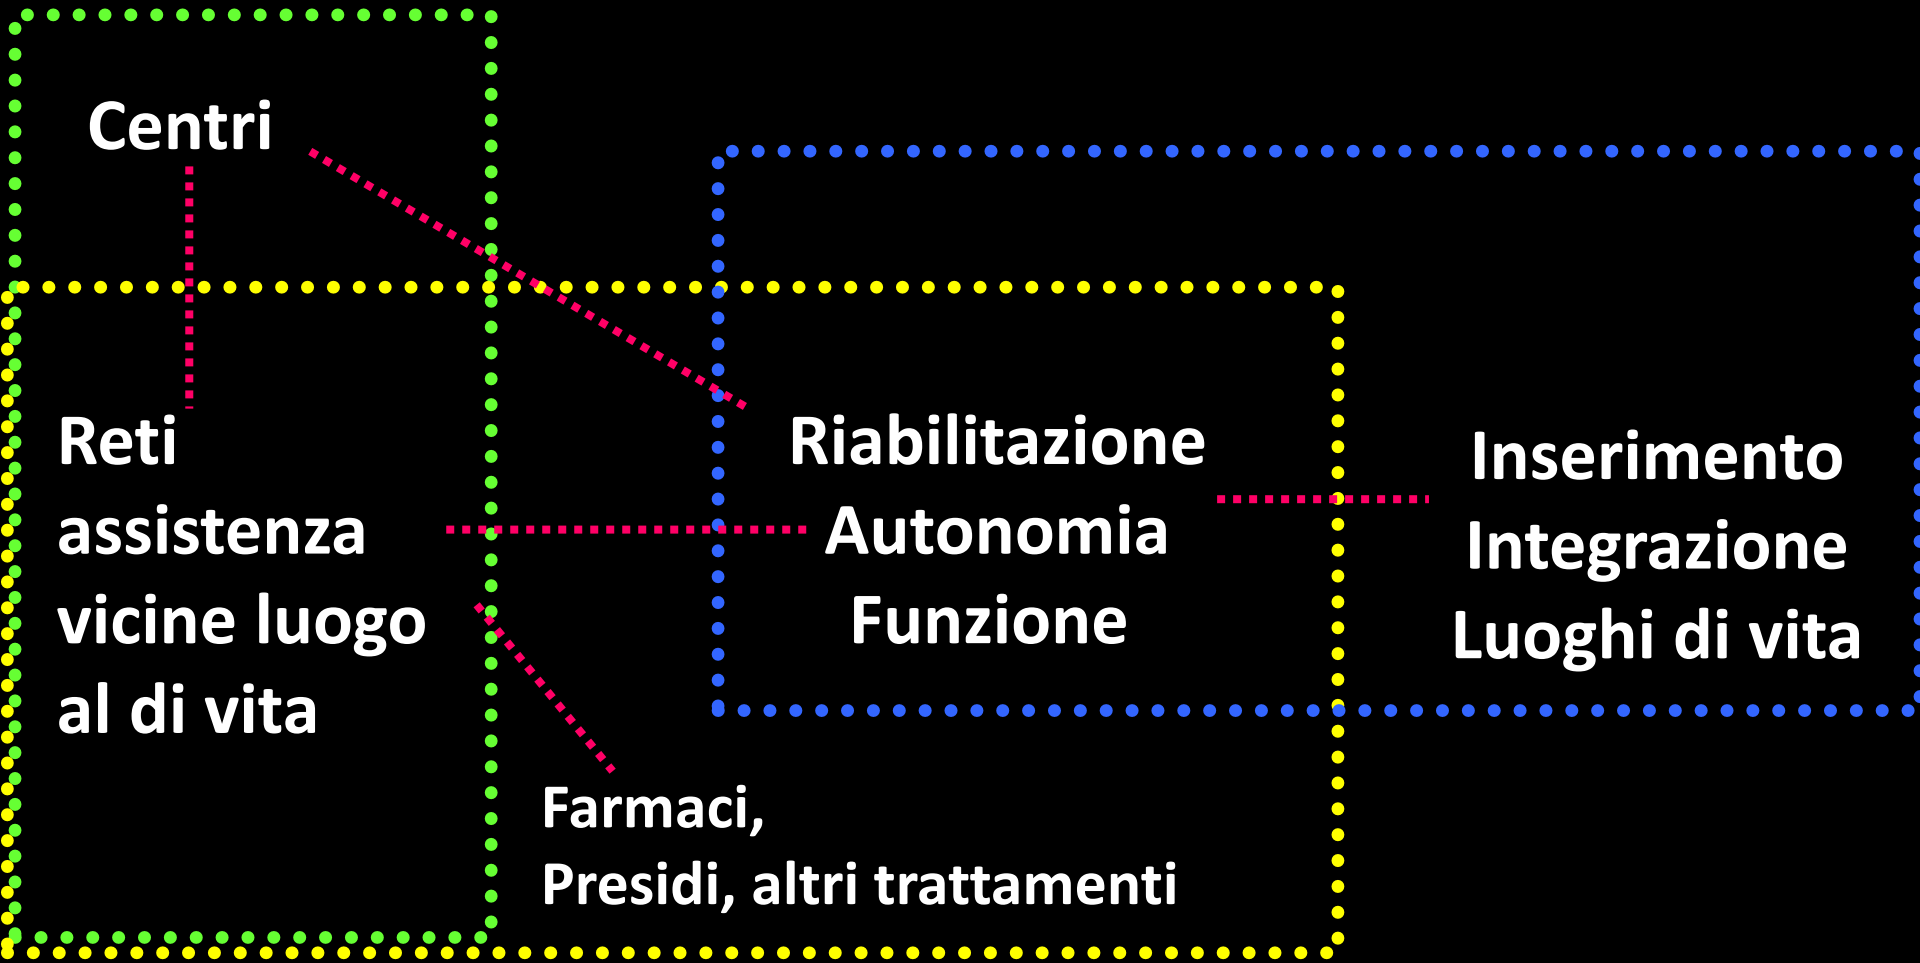 Centri
Reti
assistenza
vicine luogo
al di vita
Riabilitazione
Autonomia
Funzione
Inserimento
Integrazione
Luoghi di vita
Farmaci,
Presidi, altri trattamenti